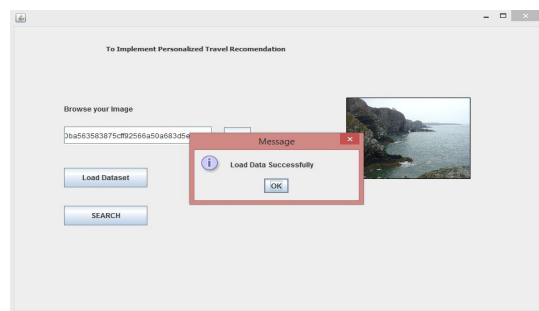 To Implement Personalized Travel Recomendation
Browse your Image
0ba563583875cff92566a50a683d5e
Message
Load Data Successfully
OK
Load Dataset
SEARCH